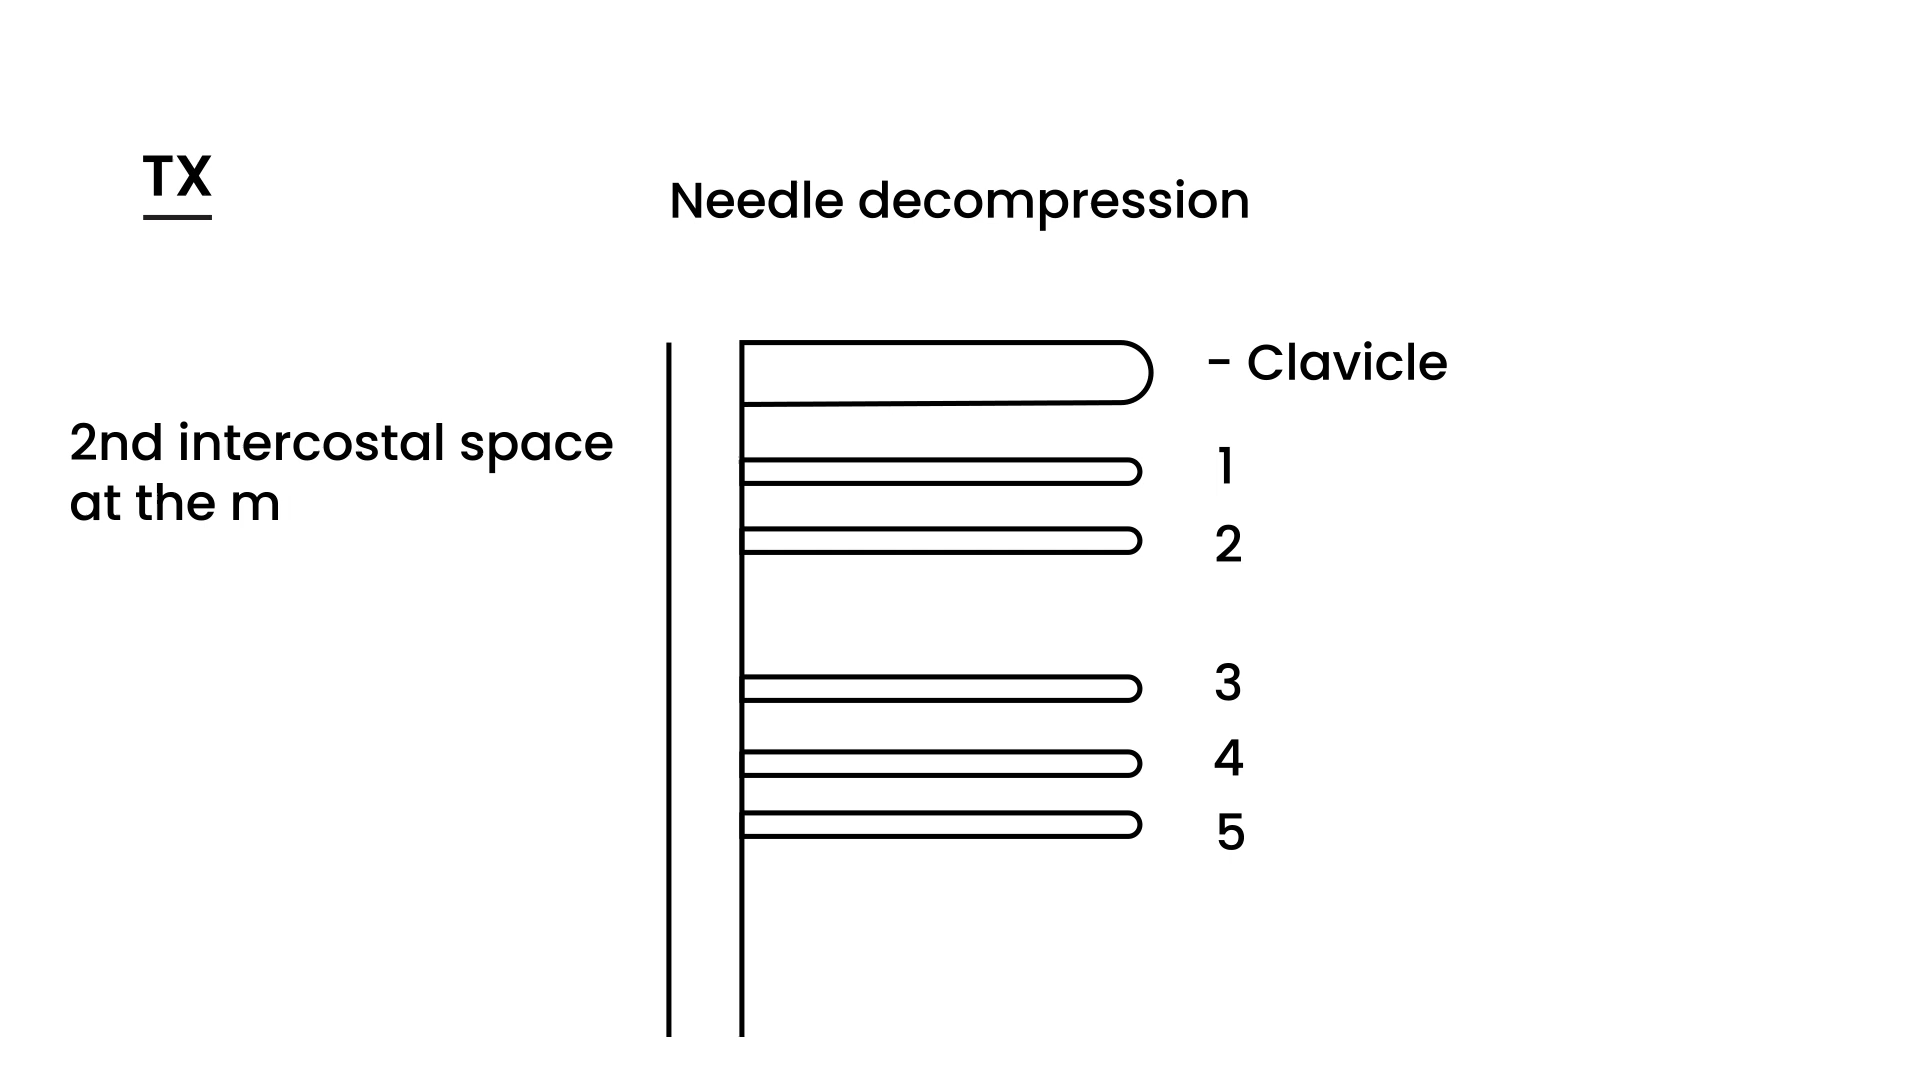 TX
Needle decompression
- Clavicle
2nd intercostal space
at the m
1
2
3
4
5